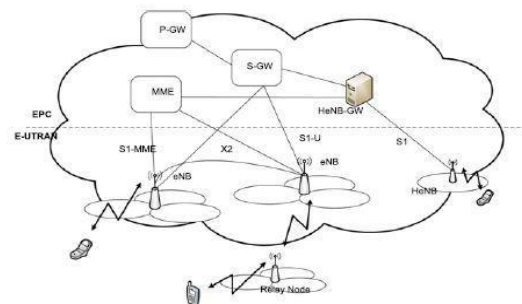 P-GW
S-GW
MME
HeNB-GW
EPC
E-UTRAN
S1-MME
X2
S1-U
S1
eNB
eNB
HeNB
Relay Node